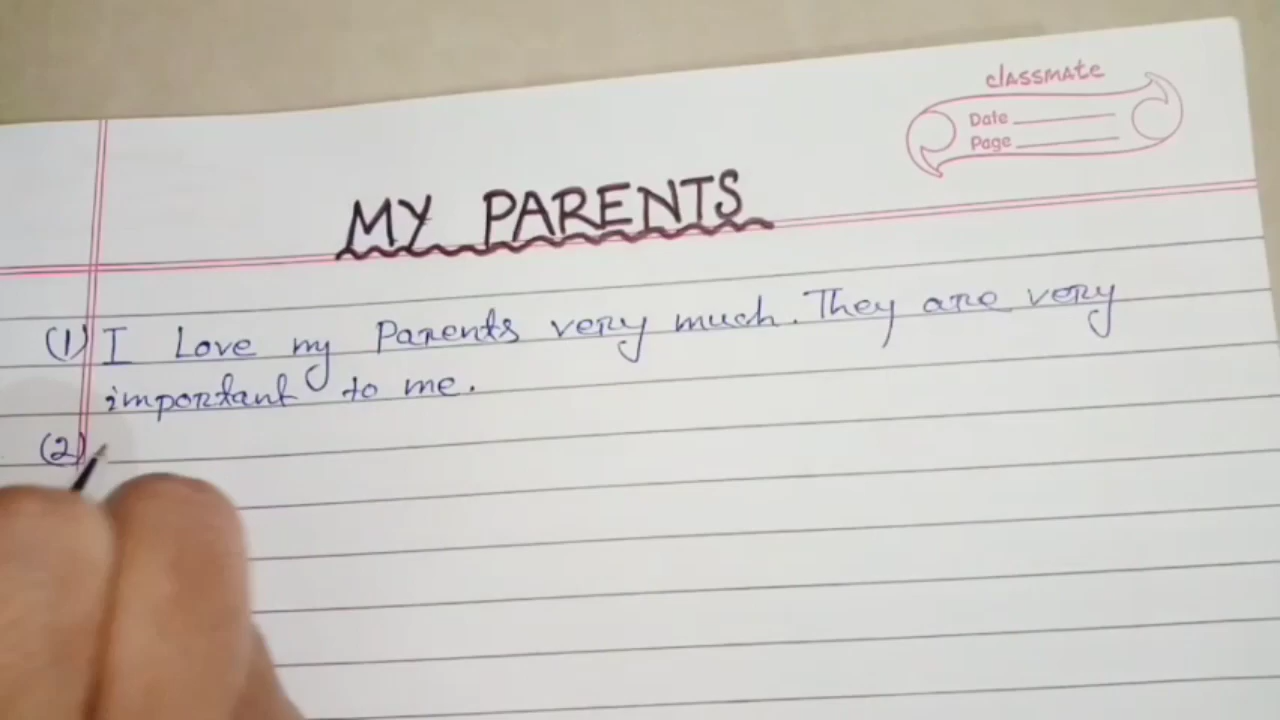 classmate
Date
Page
MY PARENTS
(1) I Love my Parents very much. They are very
important to me.
(2)